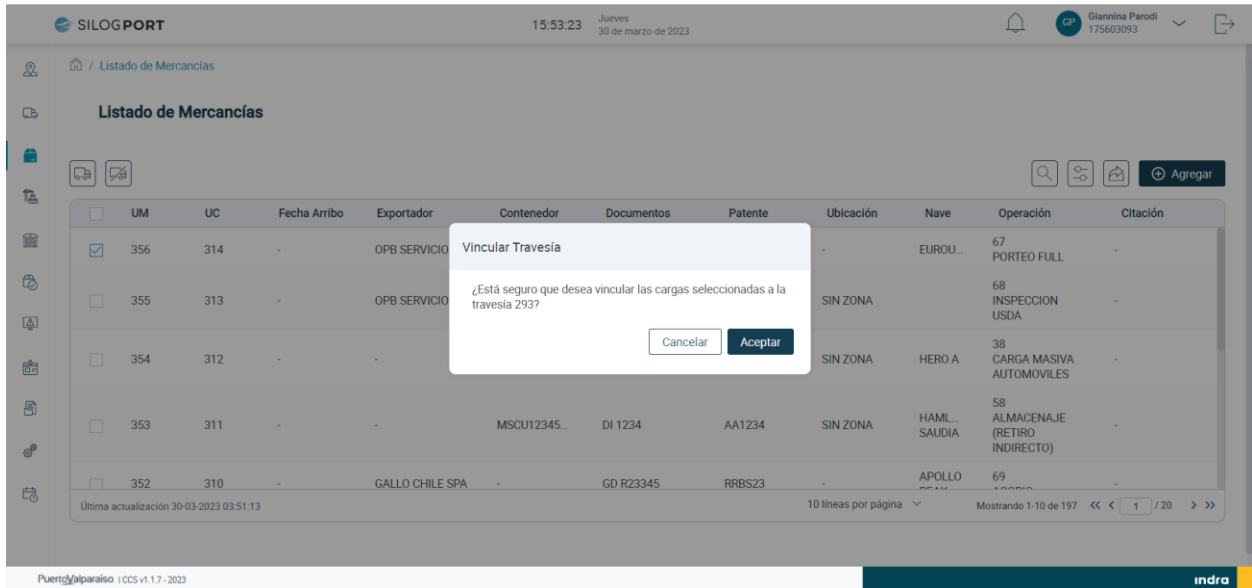 SILOGPORT
15:53:23
Jueves
30 de marzo de 2023
GP
Giannina Parodi
175603093
/ Listado de Mercancías
Listado de Mercancías
Agregar
UM UC Fecha Arribo Exportador Contenedor Documentos Patente Ubicación Nave Operación Citación
356 314 - OPB SERVICIO - EUROU... 67 PORTEO FULL -
355 313 - OPB SERVICIO SIN ZONA 68 INSPECCION USDA -
354 312 - - SIN ZONA HERO A 38 CARGA MASIVA AUTOMOVILES -
353 311 - - MSCU12345... DI 1234 AA1234 SIN ZONA HAML... SAUDIA 58 ALMACENAJE (RETIRO INDIRECTO) -
352 310 - GALLO CHILE SPA - GD R23345 RRBS23 - APOLLO 69 -
Vincular Travesía
¿Está seguro que desea vincular las cargas seleccionadas a la
travesía 293?
Cancelar Aceptar
Última actualización 30-03-2023 03:51:13
10 líneas por página
Mostrando 1-10 de 197 << < 1 / 20 > >>
PuertoValparaíso | CCS v1.1.7 - 2023
indra